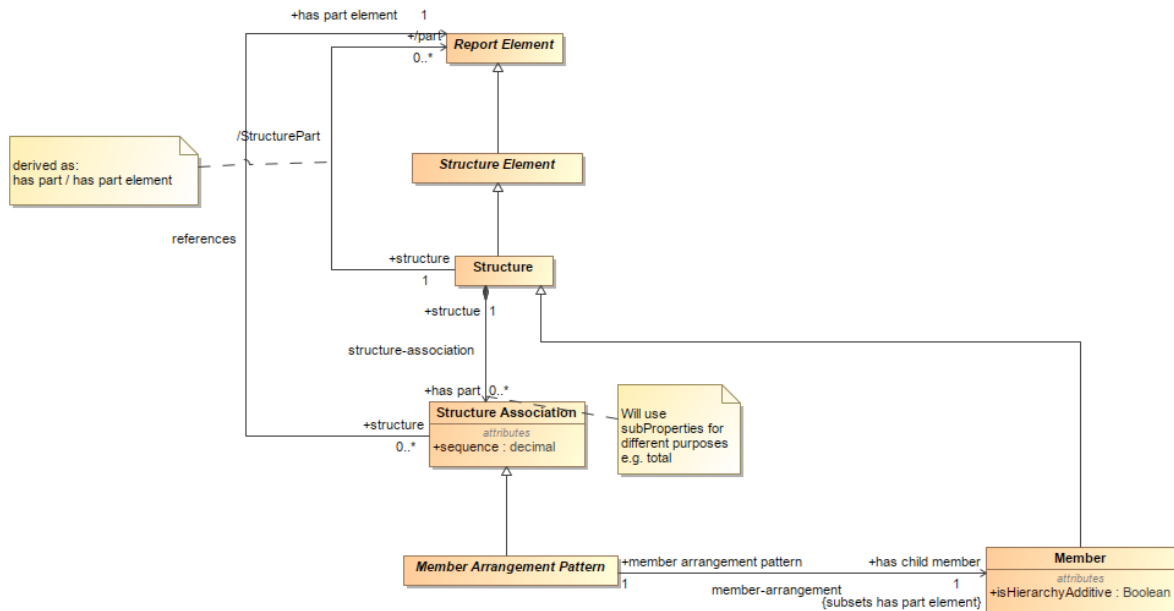 +has part element 1
+/part
0..*
Report Element
/StructurePart
derived as:
has part / has part element
Structure Element
references
+structure
1
Structure
+structue 1
structure-association
+has part 0..*
+structure
0..*
Structure Association
attributes
+sequence : decimal
Will use
subProperties for
different purposes
e.g. total
Member Arrangement Pattern
+member arrangement pattern
1
member-arrangement
+has child member
1
{subsets has part element}
Member
attributes
+isHierarchyAdditive : Boolean